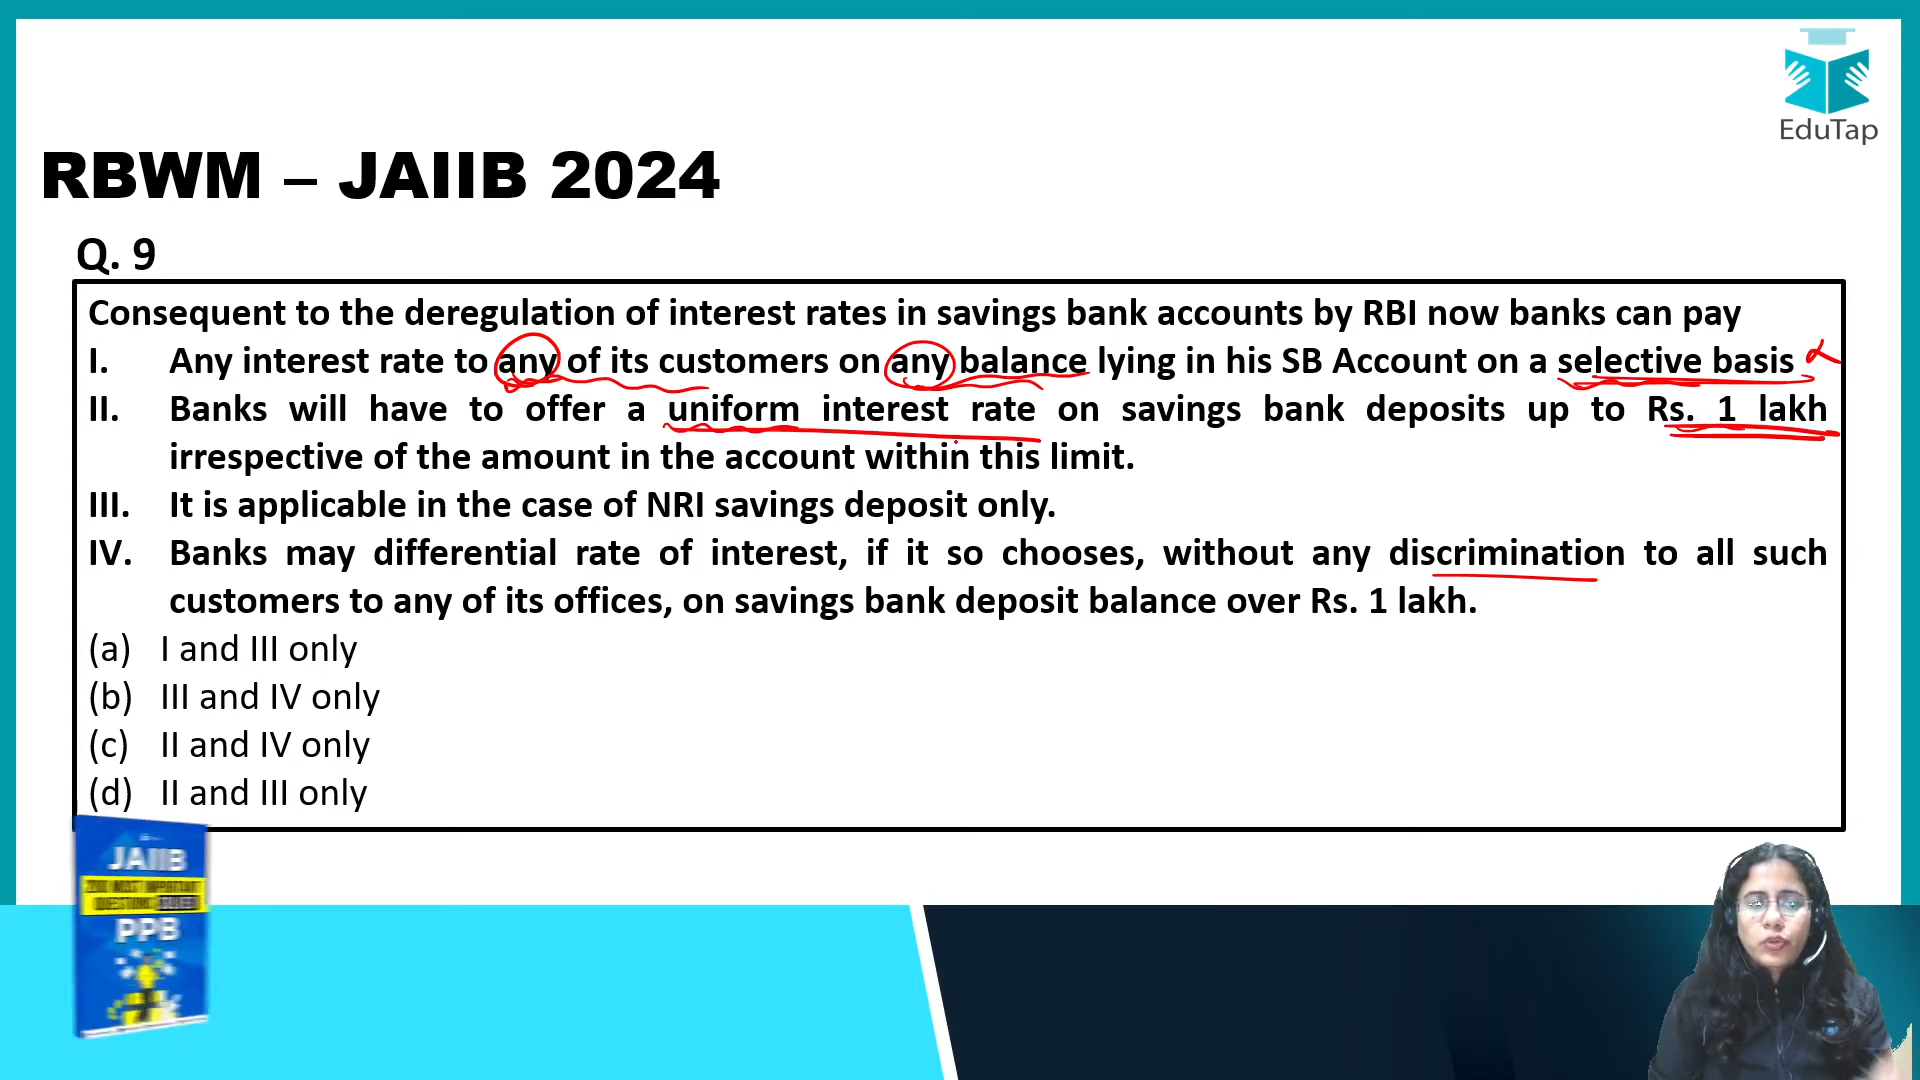 EduTap
RBWM – JAIIB 2024
Q. 9
Consequent to the deregulation of interest rates in savings bank accounts by RBI now banks can pay
I. Any interest rate to any of its customers on any balance lying in his SB Account on a selective basis
II. Banks will have to offer a uniform interest rate on savings bank deposits up to Rs. 1 lakh
irrespective of the amount in the account within this limit.
III. It is applicable in the case of NRI savings deposit only.
IV. Banks may differential rate of interest, if it so chooses, without any discrimination to all such
customers to any of its offices, on savings bank deposit balance over Rs. 1 lakh.
(a) I and III only
(b) III and IV only
(c) II and IV only
(d) II and III only
JAIIB
PPB